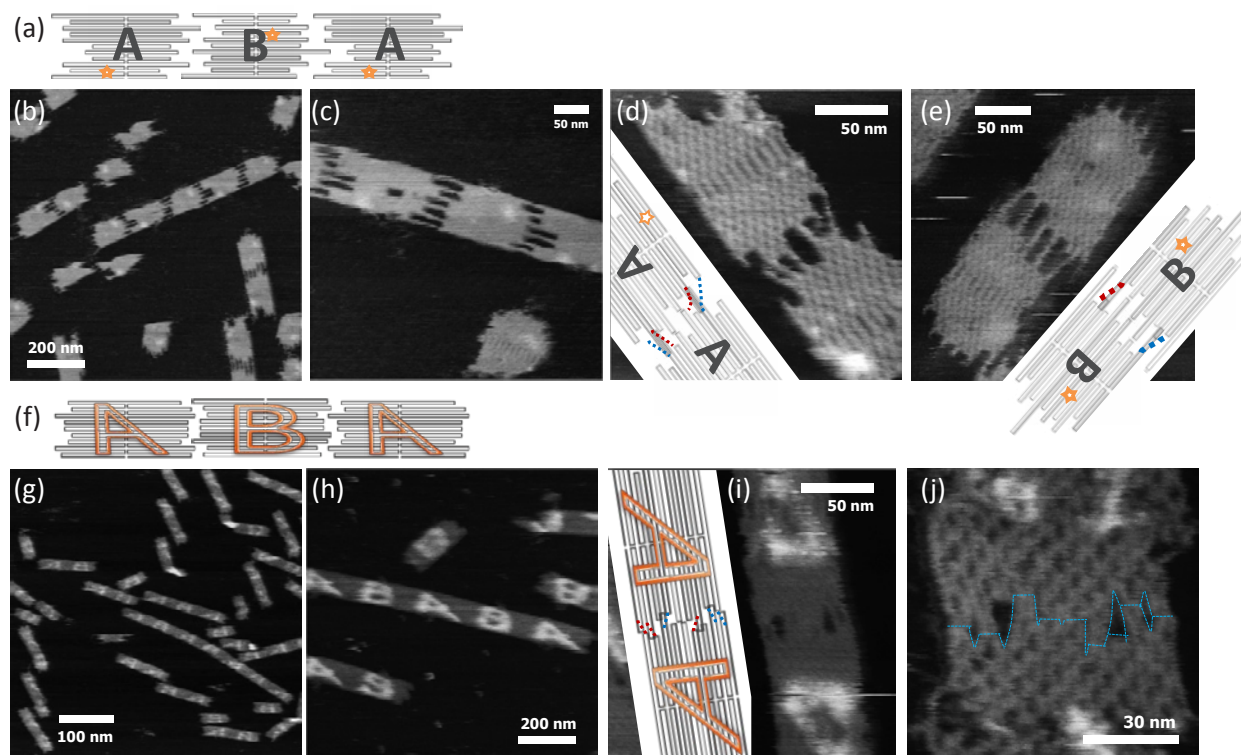 (a) A B A
(b) 200 nm
(c) 50 nm
(d) 50 nm
A
A
(e) 50 nm
B
B
(f) A B A
(g) 100 nm
(h) 200 nm
A B A B A
B
B
A B
A
A
(i) 50 nm
(j) 30 nm